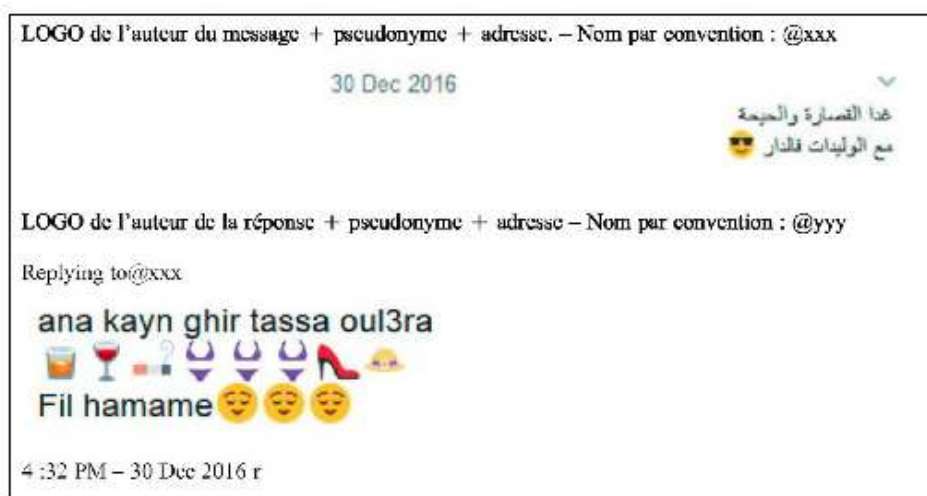 LOGO de l'auteur du message + pseudonyme + adresse. – Nom par convention : @xxx
30 Dec 2016
غدا القصارة والحيحة
مع الوليدات فالدار 😎
LOGO de l'auteur de la réponse + pseudonyme + adresse – Nom par convention : @yyy
Replying to@xxx
ana kayn ghir tassa oul3ra
🥃🍷🚬👙👙👙👠👒
Fil hamame😌😌😌
4 :32 PM – 30 Dec 2016 r